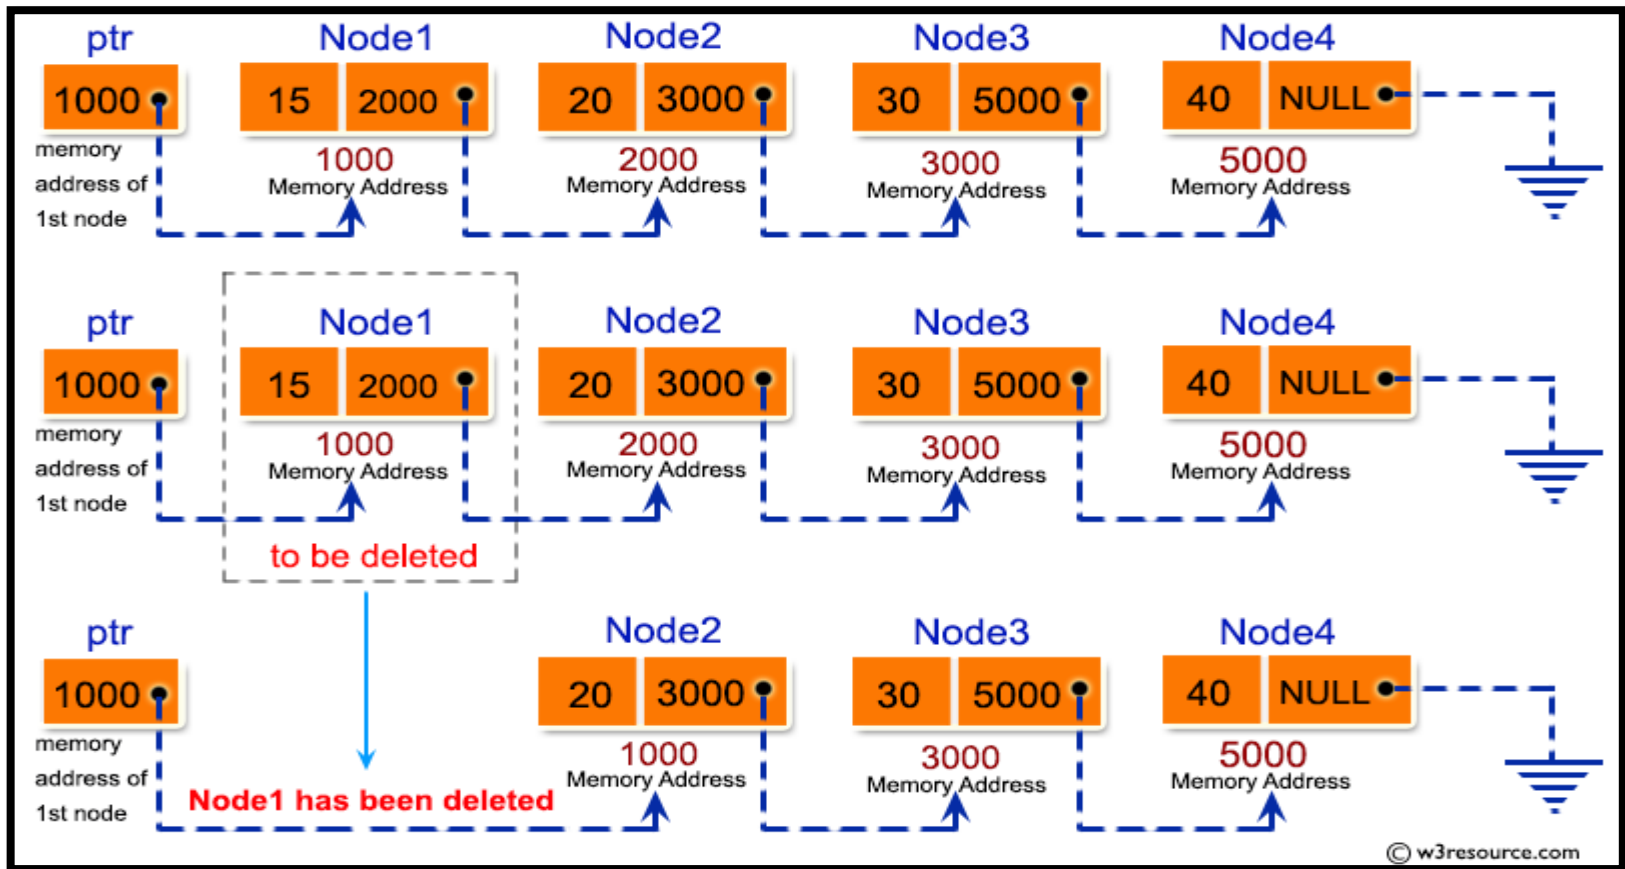 ptr Node1 Node2 Node3 Node4
1000 15 2000 20 3000 30 5000 40 NULL
memory 1000 2000 3000 5000
address of Memory Address Memory Address Memory Address Memory Address
1st node
ptr Node1 Node2 Node3 Node4
1000 15 2000 20 3000 30 5000 40 NULL
memory 1000 2000 3000 5000
address of Memory Address Memory Address Memory Address Memory Address
1st node
to be deleted
ptr Node2 Node3 Node4
1000 20 3000 30 5000 40 NULL
memory 1000 3000 5000
address of Memory Address Memory Address Memory Address
1st node Node1 has been deleted
© w3resource.com